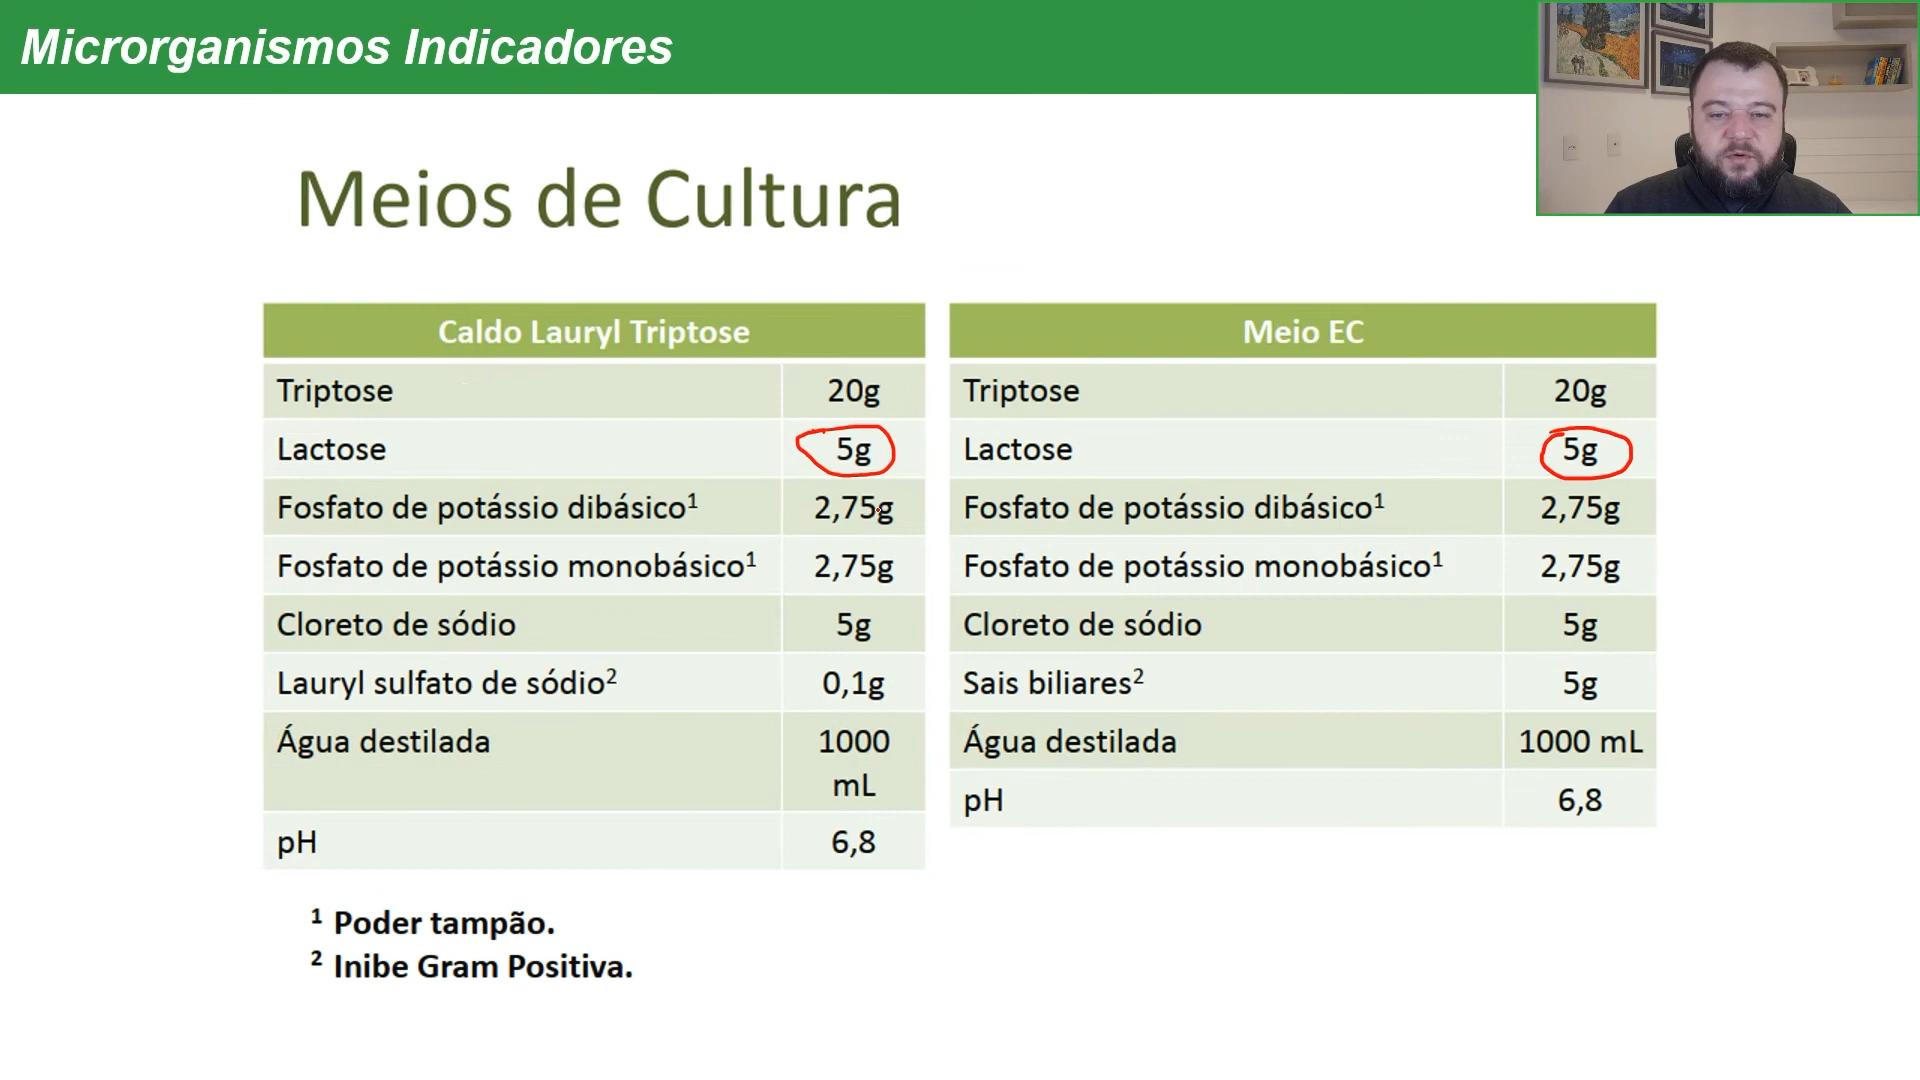 Microrganismos Indicadores
Meios de Cultura
Caldo Lauryl Triptose
Triptose 20g
Lactose 5g
Fosfato de potássio dibásico¹ 2,75g
Fosfato de potássio monobásico¹ 2,75g
Cloreto de sódio 5g
Lauryl sulfato de sódio² 0,1g
Água destilada 1000
mL
pH 6,8
Meio EC
Triptose 20g
Lactose 5g
Fosfato de potássio dibásico¹ 2,75g
Fosfato de potássio monobásico¹ 2,75g
Cloreto de sódio 5g
Sais biliares² 5g
Água destilada 1000 mL
pH 6,8
¹ Poder tampão.
² Inibe Gram Positiva.